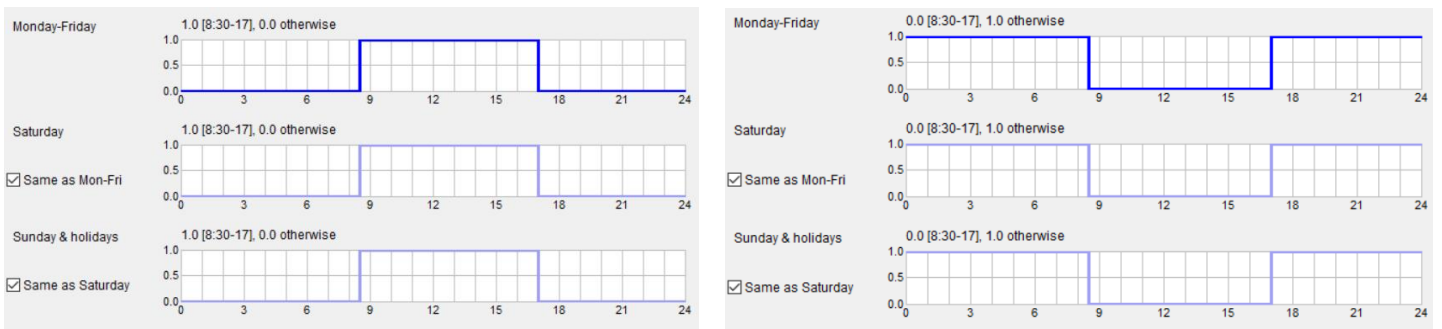 Monday-Friday
1.0 [8:30-17], 0.0 otherwise
1.0
0.5
0.0
0 3 6 9 12 15 18 21 24
Saturday
1.0 [8:30-17], 0.0 otherwise
1.0
0.5
0.0
Same as Mon-Fri
0 3 6 9 12 15 18 21 24
Sunday & holidays
1.0 [8:30-17], 0.0 otherwise
1.0
0.5
0.0
Same as Saturday
0 3 6 9 12 15 18 21 24
Monday-Friday
0.0 [8:30-17], 1.0 otherwise
1.0
0.5
0.0
0 3 6 9 12 15 18 21 24
Saturday
0.0 [8:30-17], 1.0 otherwise
1.0
0.5
0.0
Same as Mon-Fri
0 3 6 9 12 15 18 21 24
Sunday & holidays
0.0 [8:30-17], 1.0 otherwise
1.0
0.5
0.0
Same as Saturday
0 3 6 9 12 15 18 21 24